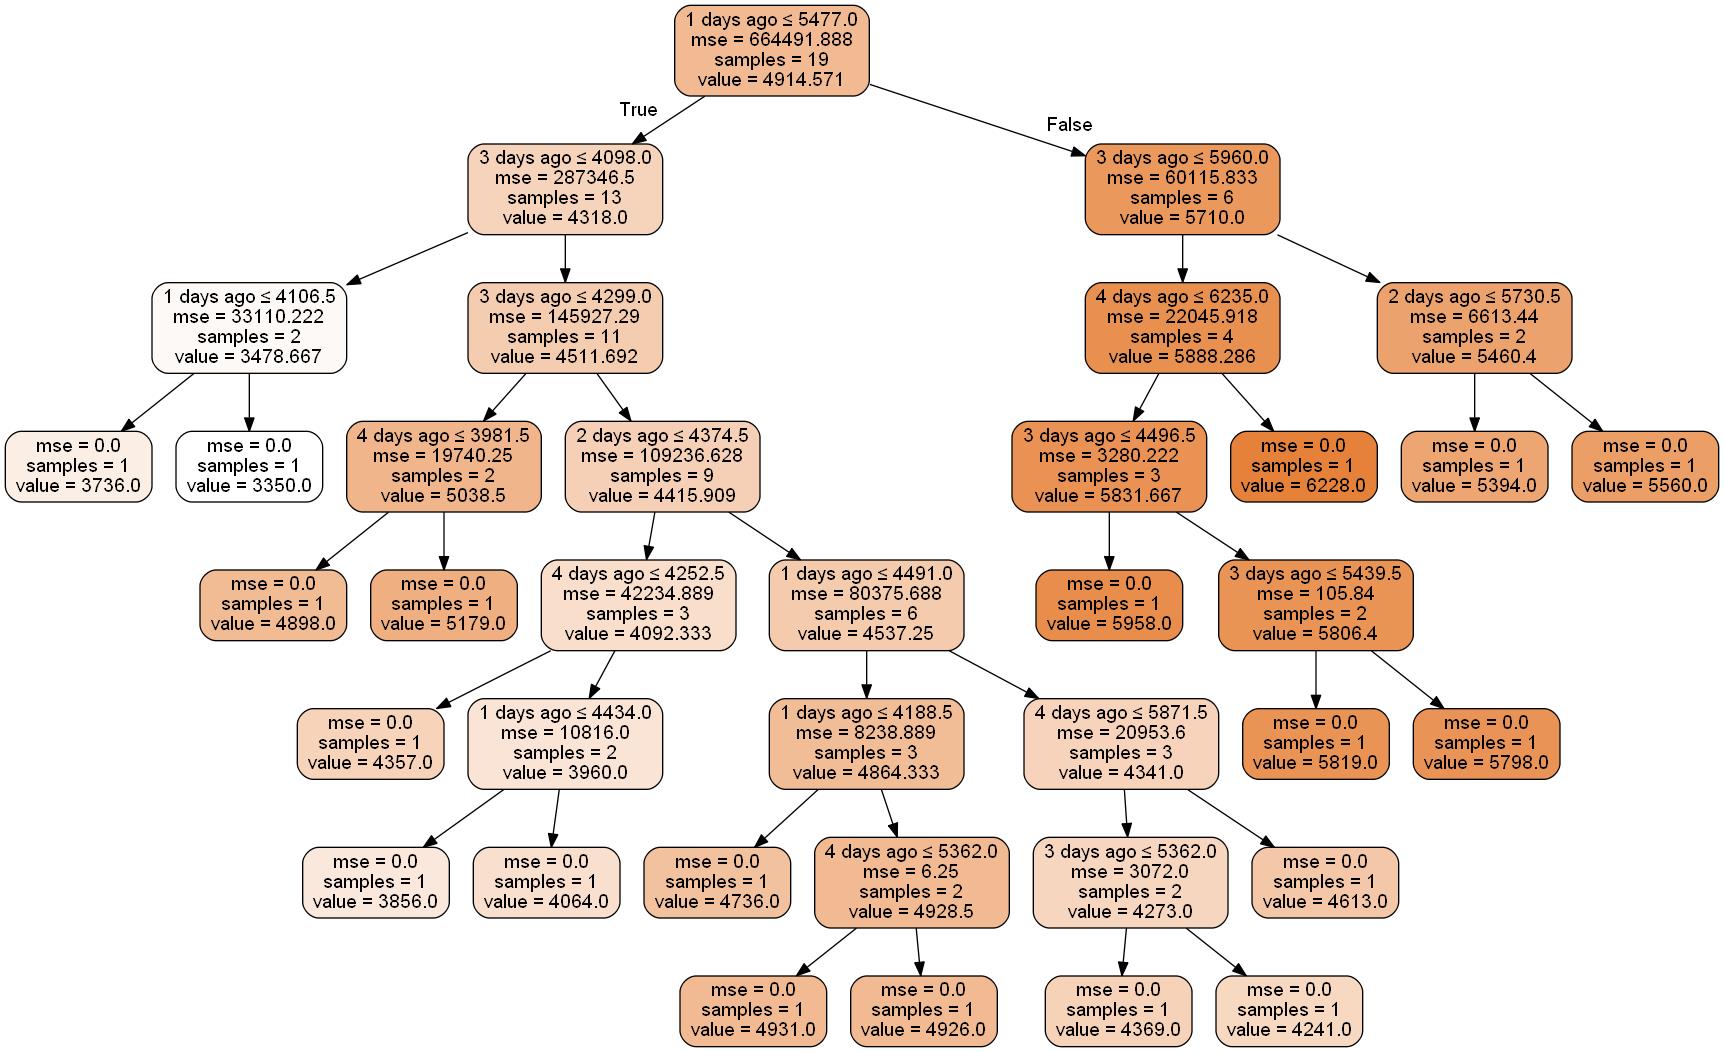 1 days ago ≤ 5477.0
mse = 664491.888
samples = 19
value = 4914.571
True
False
3 days ago ≤ 4098.0
mse = 287346.5
samples = 13
value = 4318.0
3 days ago ≤ 5960.0
mse = 60115.833
samples = 6
value = 5710.0
1 days ago ≤ 4106.5
mse = 33110.222
samples = 2
value = 3478.667
3 days ago ≤ 4299.0
mse = 145927.29
samples = 11
value = 4511.692
4 days ago ≤ 6235.0
mse = 22045.918
samples = 4
value = 5888.286
2 days ago ≤ 5730.5
mse = 6613.44
samples = 2
value = 5460.4
mse = 0.0
samples = 1
value = 3736.0
mse = 0.0
samples = 1
value = 3350.0
4 days ago ≤ 3981.5
mse = 19740.25
samples = 2
value = 5038.5
2 days ago ≤ 4374.5
mse = 109236.628
samples = 9
value = 4415.909
3 days ago ≤ 4496.5
mse = 3280.222
samples = 3
value = 5831.667
mse = 0.0
samples = 1
value = 6228.0
mse = 0.0
samples = 1
value = 5394.0
mse = 0.0
samples = 1
value = 5560.0
mse = 0.0
samples = 1
value = 4898.0
mse = 0.0
samples = 1
value = 5179.0
4 days ago ≤ 4252.5
mse = 42234.889
samples = 3
value = 4092.333
1 days ago ≤ 4491.0
mse = 80375.688
samples = 6
value = 4537.25
mse = 0.0
samples = 1
value = 5958.0
3 days ago ≤ 5439.5
mse = 105.84
samples = 2
value = 5806.4
mse = 0.0
samples = 1
value = 4357.0
1 days ago ≤ 4434.0
mse = 10816.0
samples = 2
value = 3960.0
1 days ago ≤ 4188.5
mse = 8238.889
samples = 3
value = 4864.333
4 days ago ≤ 5871.5
mse = 20953.6
samples = 3
value = 4341.0
mse = 0.0
samples = 1
value = 5819.0
mse = 0.0
samples = 1
value = 5798.0
mse = 0.0
samples = 1
value = 3856.0
mse = 0.0
samples = 1
value = 4064.0
mse = 0.0
samples = 1
value = 4736.0
4 days ago ≤ 5362.0
mse = 6.25
samples = 2
value = 4928.5
3 days ago ≤ 5362.0
mse = 3072.0
samples = 2
value = 4273.0
mse = 0.0
samples = 1
value = 4613.0
mse = 0.0
samples = 1
value = 4931.0
mse = 0.0
samples = 1
value = 4926.0
mse = 0.0
samples = 1
value = 4369.0
mse = 0.0
samples = 1
value = 4241.0